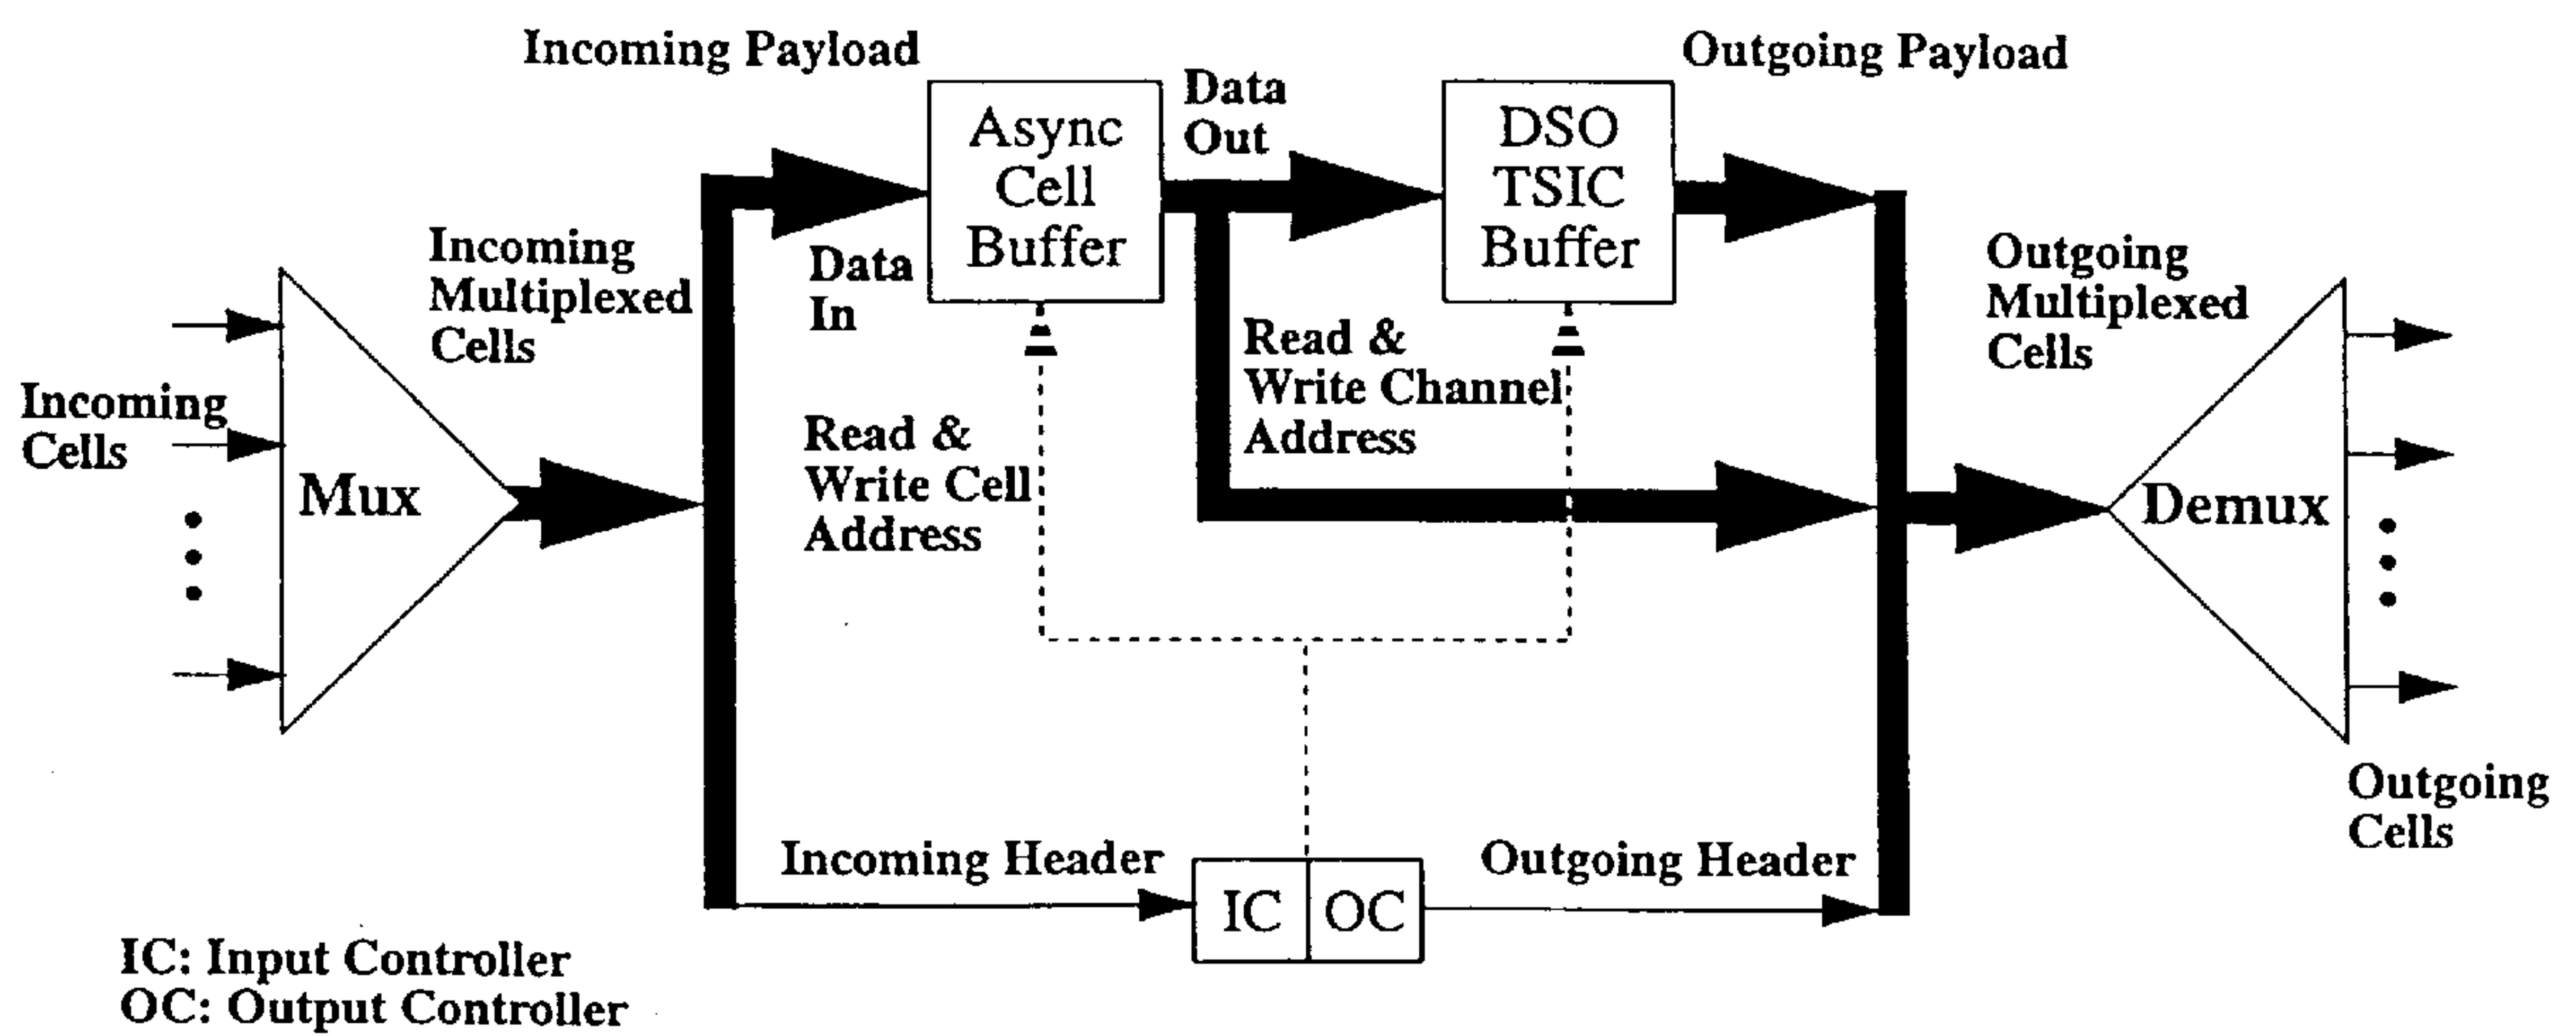 Incoming Payload
Outgoing Payload
Data
Out
Async
Cell
Buffer
DSO
TSIC
Buffer
Incoming
Multiplexed
Cells
Data
In
Outgoing
Multiplexed
Cells
Read &
Write Channel
Address
Incoming
Cells
Read &
Write Cell
Address
Mux
Demux
Outgoing
Cells
Incoming Header
Outgoing Header
IC
OC
IC: Input Controller
OC: Output Controller